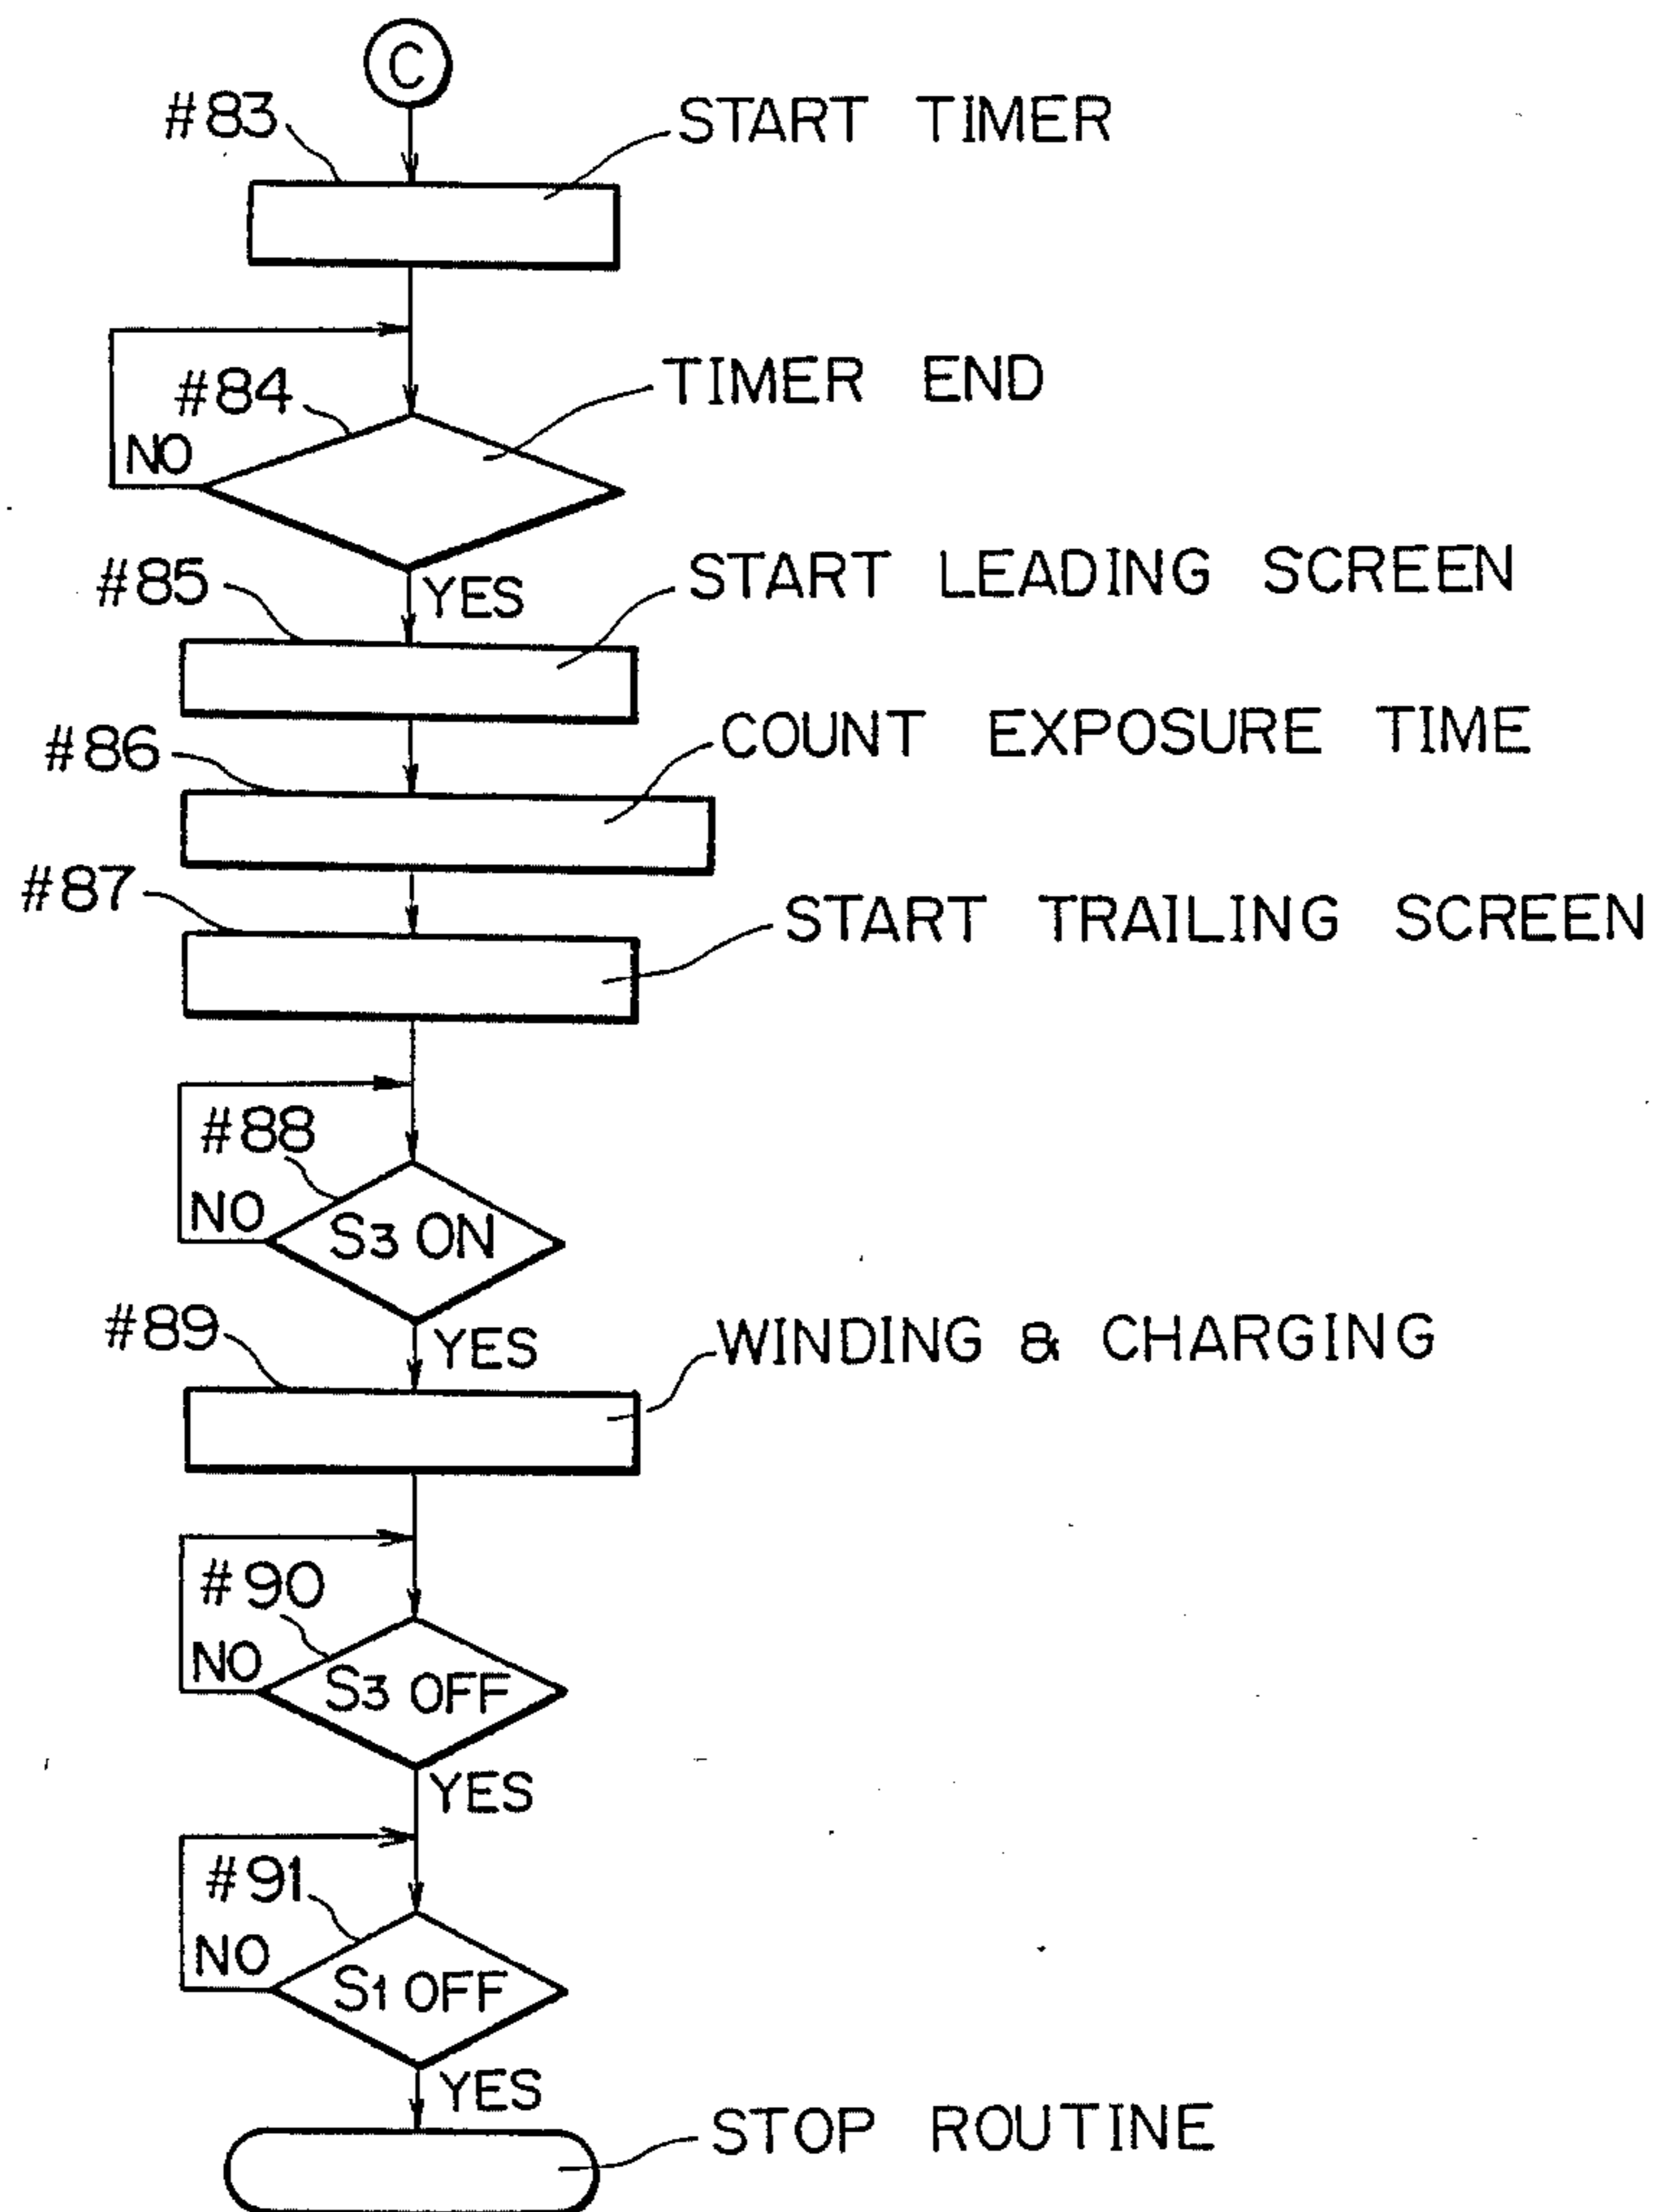 C
#83
START TIMER
#84
TIMER END
NO
YES
#85
START LEADING SCREEN
#86
COUNT EXPOSURE TIME
#87
START TRAILING SCREEN
#88
NO
S3 ON
YES
#89
WINDING & CHARGING
#90
NO
S3 OFF
YES
#91
NO
S1 OFF
YES
STOP ROUTINE